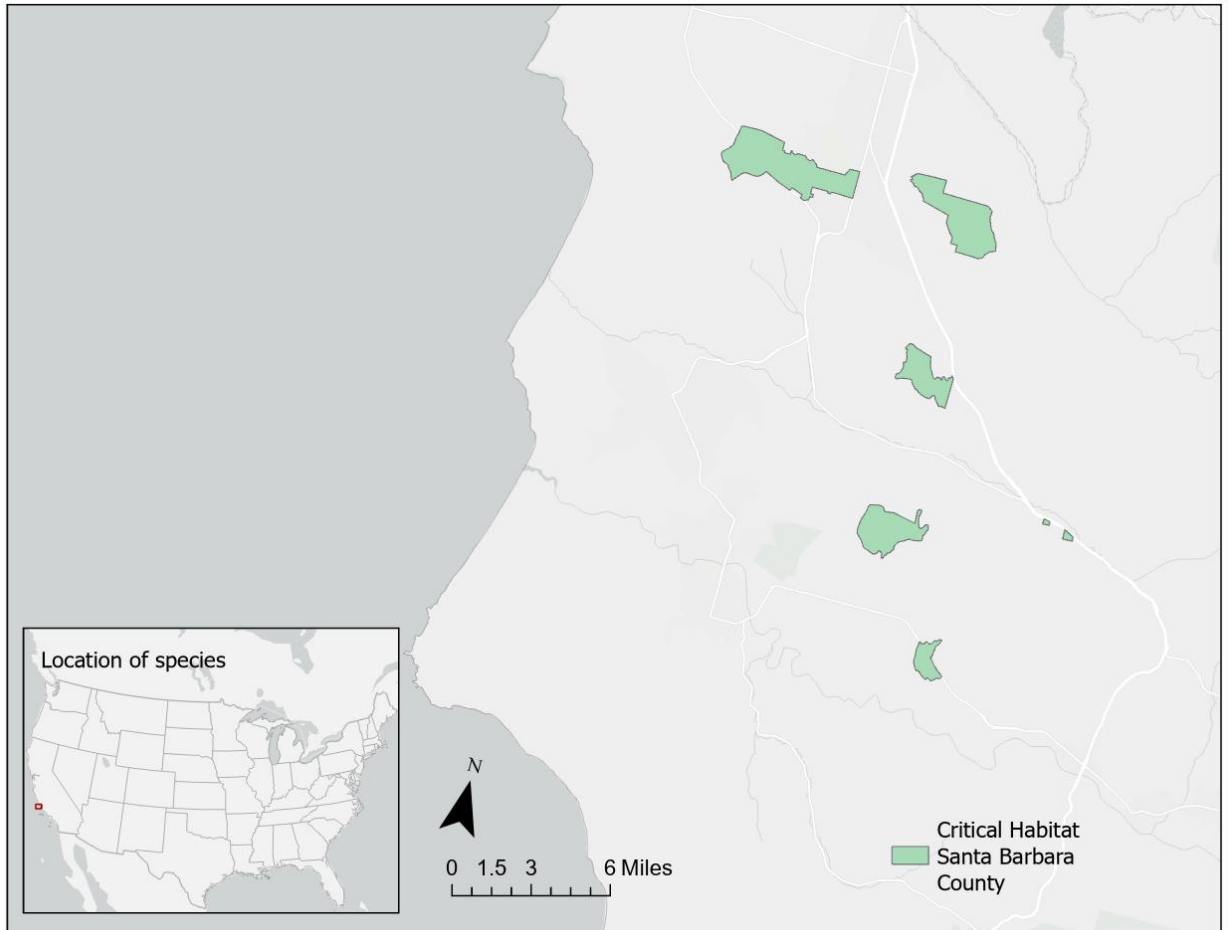 Location of species
N
0 1.5 3 6 Miles
Critical Habitat
Santa Barbara
County